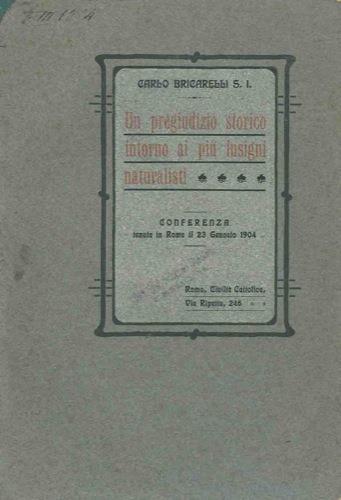 CARLO BRICARELLI S. I.
Un pregiudizio storico
intorno ai più insigni
naturalisti
CONFERENZA
tenuta in Roma il 23 Gennaio 1904
Roma, Civiltà Cattolica,
Via Ripetta, 246